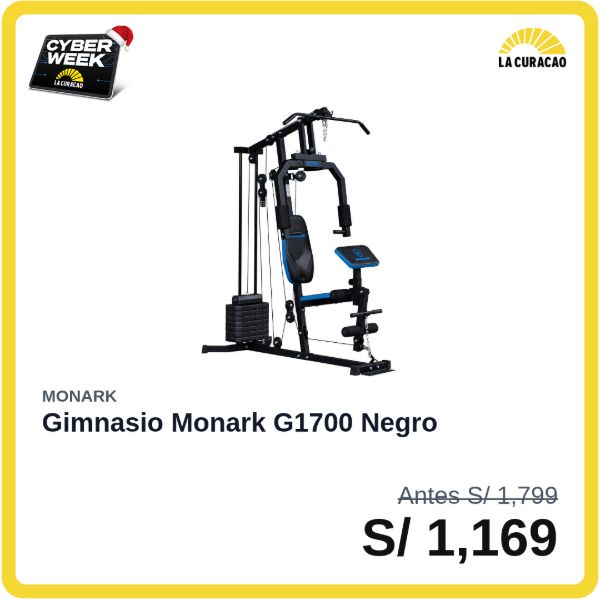 CYBER
WEEK
LA CURACAO
LA CURACAO
MONARK
Gimnasio Monark G1700 Negro
Antes S/ 1,799
S/ 1,169